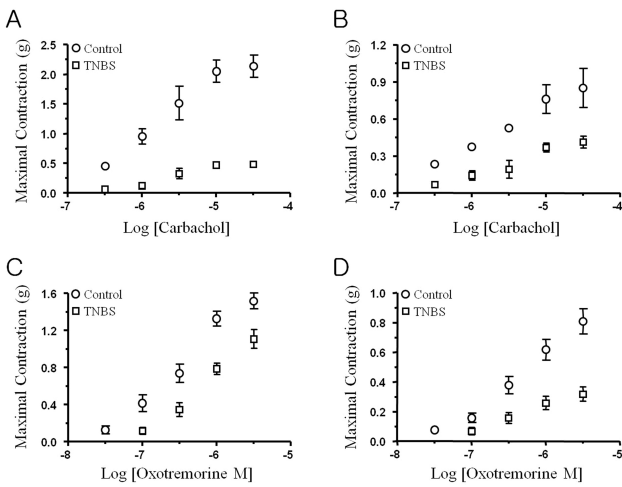 A
Maximal Contraction (g)
2.5
2.0
1.5
1.0
0.5
0.0
Control
TNBS
-7 -6 -5 -4
Log [Carbachol]
B
Maximal Contraction (g)
1.2
0.9
0.6
0.3
0.0
Control
TNBS
-7 -6 -5 -4
Log [Carbachol]
C
Maximal Contraction (g)
1.6
1.2
0.8
0.4
0.0
Control
TNBS
-8 -7 -6 -5
Log [Oxotremorine M]
D
Maximal Contraction (g)
1.0
0.8
0.6
0.4
0.2
0.0
Control
TNBS
-8 -7 -6 -5
Log [Oxotremorine M]